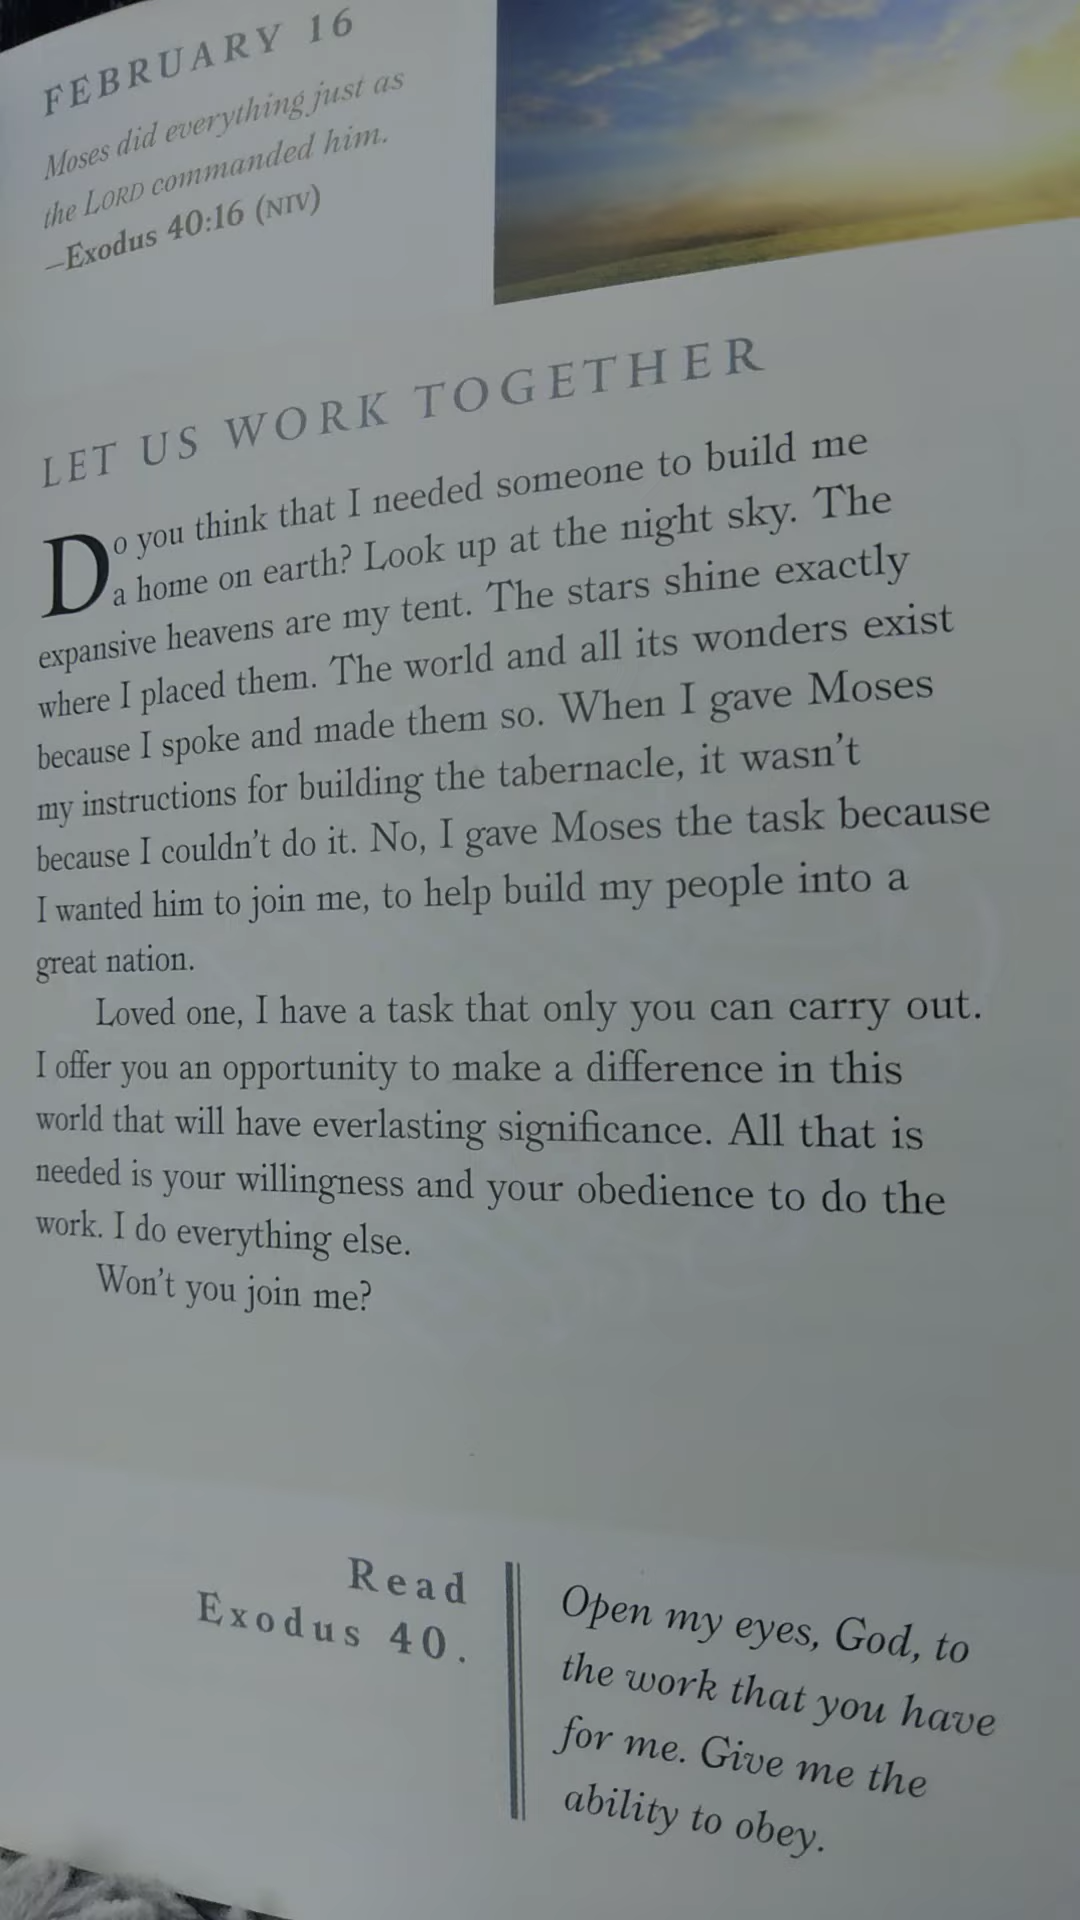 FEBRUARY 16
Moses did everything just as
the LORD commanded him.
–Exodus 40:16 (NIV)
LET US WORK TOGETHER
Do you think that I needed someone to build me
a home on earth? Look up at the night sky. The
expansive heavens are my tent. The stars shine exactly
where I placed them. The world and all its wonders exist
because I spoke and made them so. When I gave Moses
my instructions for building the tabernacle, it wasn't
because I couldn't do it. No, I gave Moses the task because
I wanted him to join me, to help build my people into a
great nation.
Loved one, I have a task that only you can carry out.
I offer you an opportunity to make a difference in this
world that will have everlasting significance. All that is
needed is your willingness and your obedience to do the
work. I do everything else.
Won't you join me?
Read
Exodus 40.
Open my eyes, God, to
the work that you have
for me. Give me the
ability to obey.